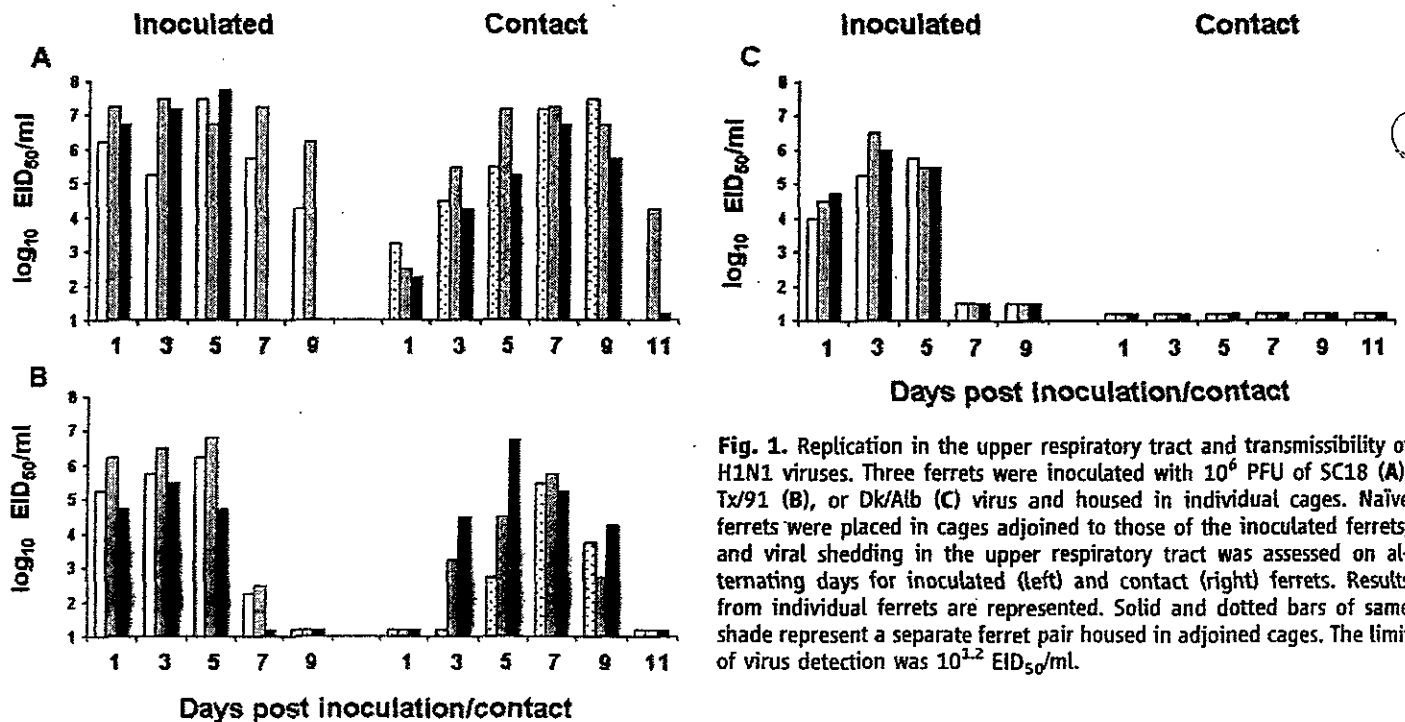 Inoculated Contact
A
8
7
6
5
4
3
2
1
log10 EID50/ml
1 3 5 7 9 1 3 5 7 9 11
B
8
7
6
5
4
3
2
1
log10 EID50/ml
1 3 5 7 9 1 3 5 7 9 11
Days post inoculation/contact
Inoculated Contact
C
8
7
6
5
4
3
2
1
log10 EID50/ml
1 3 5 7 9 1 3 5 7 9 11
Days post inoculation/contact
Fig. 1. Replication in the upper respiratory tract and transmissibility of
H1N1 viruses. Three ferrets were inoculated with 10^6 PFU of SC18 (A)
Tx/91 (B), or Dk/Alb (C) virus and housed in individual cages. Naïve
ferrets were placed in cages adjoined to those of the inoculated ferrets,
and viral shedding in the upper respiratory tract was assessed on al-
ternating days for inoculated (left) and contact (right) ferrets. Results
from individual ferrets are represented. Solid and dotted bars of same
shade represent a separate ferret pair housed in adjoined cages. The limit
of virus detection was 10^1.2 EID50/ml.